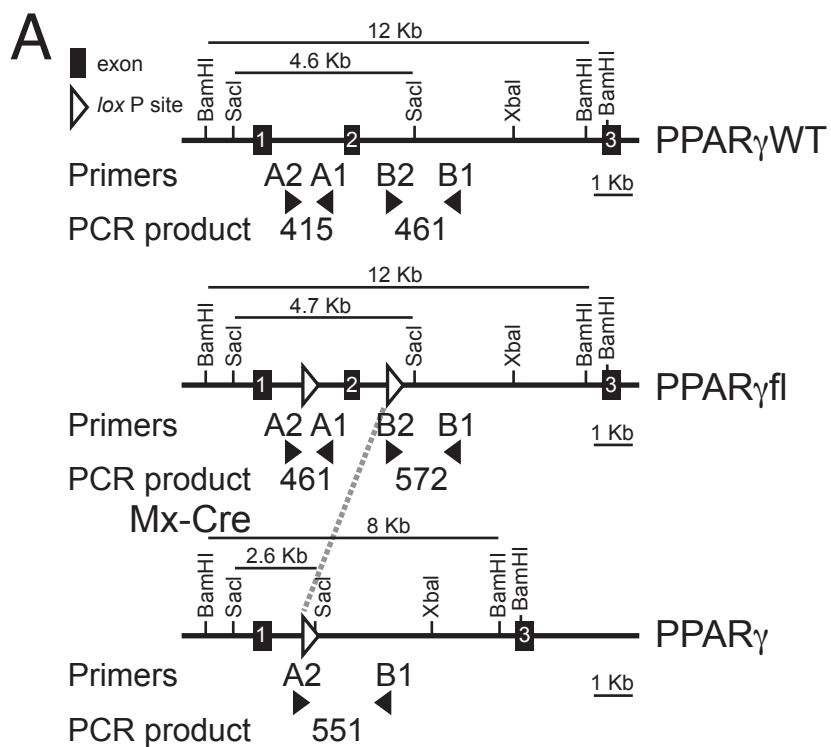 A
exon
lox P site
12 Kb
4.6 Kb
BamHI SacI SacI XbaI BamHI BamHI
1 2 3 PPARγWT
Primers A2 A1 B2 B1 1 Kb
PCR product 415 461
12 Kb
4.7 Kb
BamHI SacI SacI XbaI BamHI BamHI
1 2 3 PPARγfl
Primers A2 A1 B2 B1 1 Kb
PCR product 461 572
Mx-Cre
8 Kb
2.6 Kb
BamHI SacI SacI XbaI BamHI BamHI
1 3 PPARγ
Primers A2 B1 1 Kb
PCR product 551